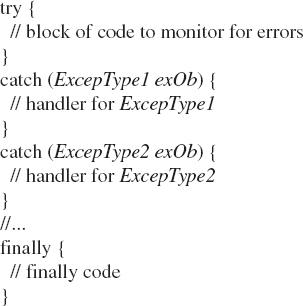 try {
  // block of code to monitor for errors
}
catch (ExcepType1 exOb) {
  // handler for ExcepType1
}
catch (ExcepType2 exOb) {
  // handler for ExcepType2
}
//...
finally {
  // finally code
}